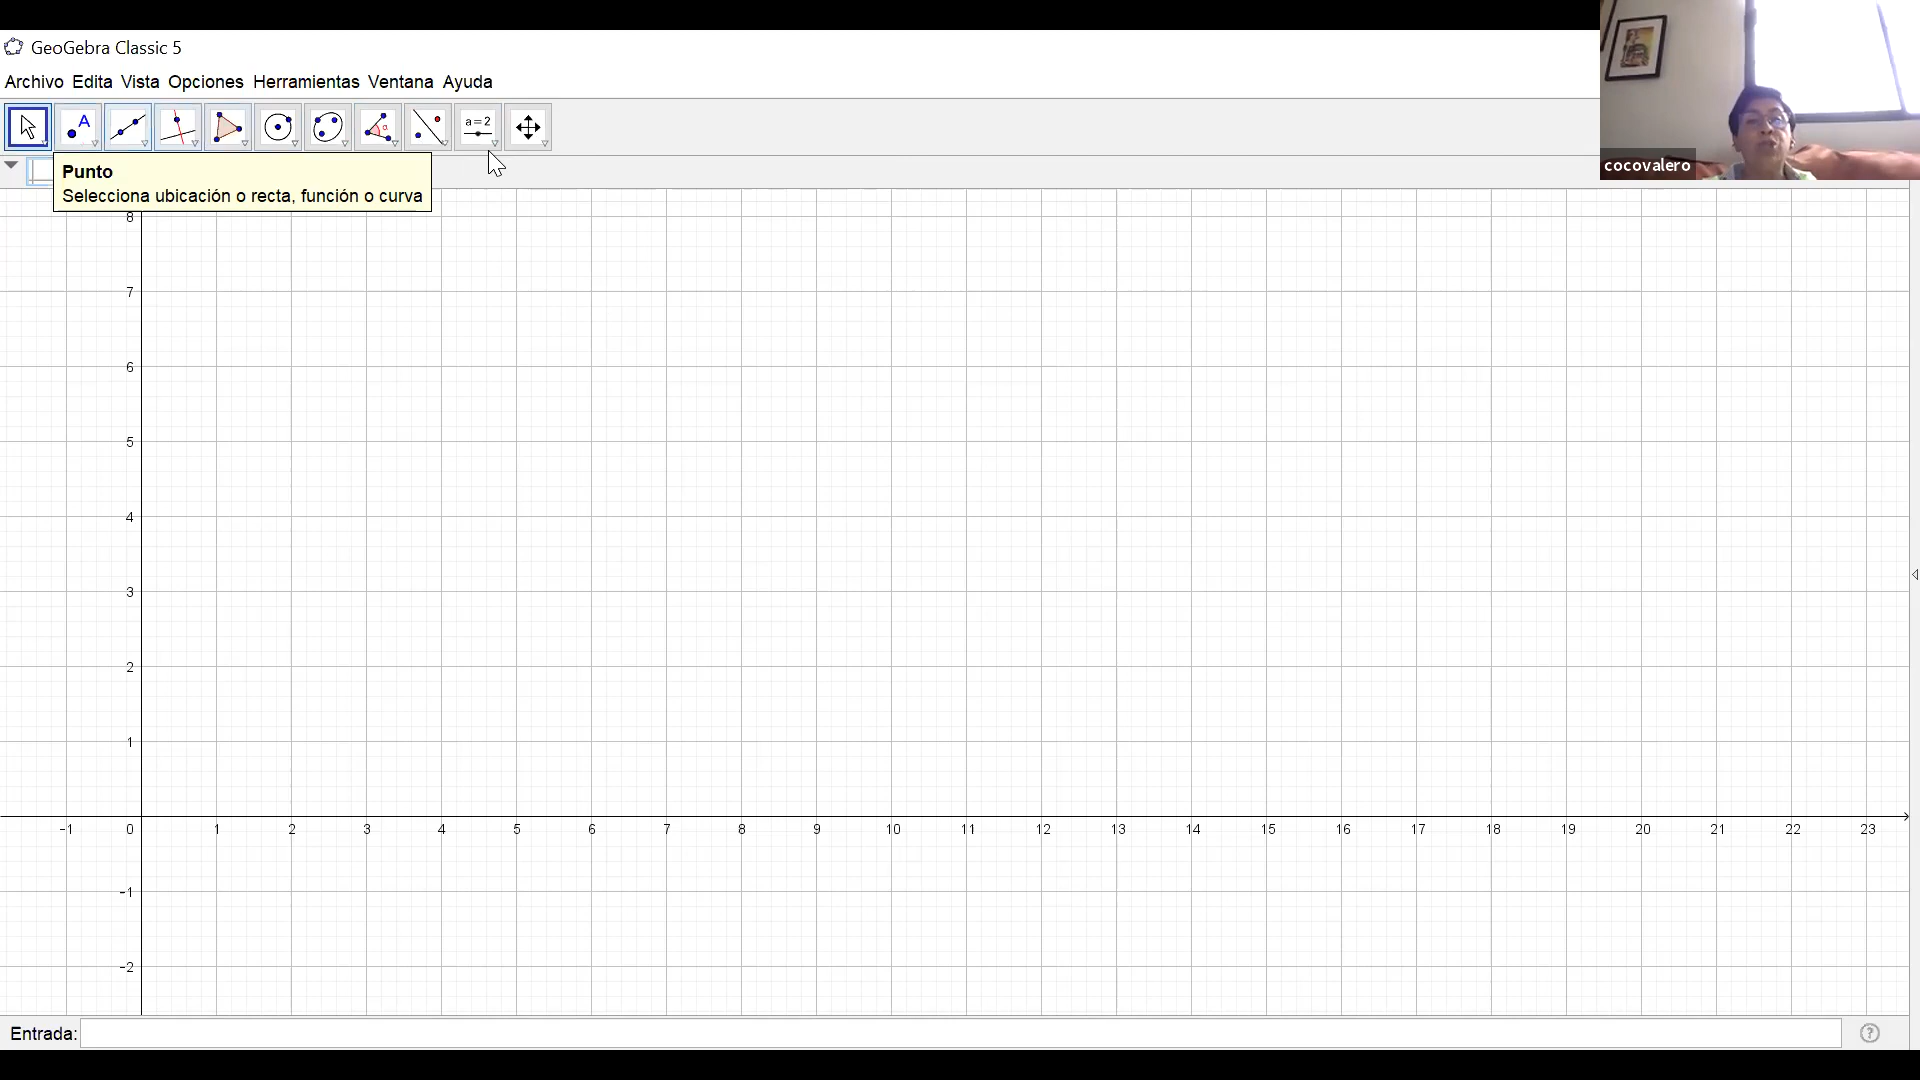 GeoGebra Classic 5
Archivo Edita Vista Opciones Herramientas Ventana Ayuda
A
α
a=2
cocovalero
Punto
Selecciona ubicación o recta, función o curva
8
7
6
5
4
3
2
1
-1 0 1 2 3 4 5 6 7 8 9 10 11 12 13 14 15 16 17 18 19 20 21 22 23
-1
-2
Entrada:
?